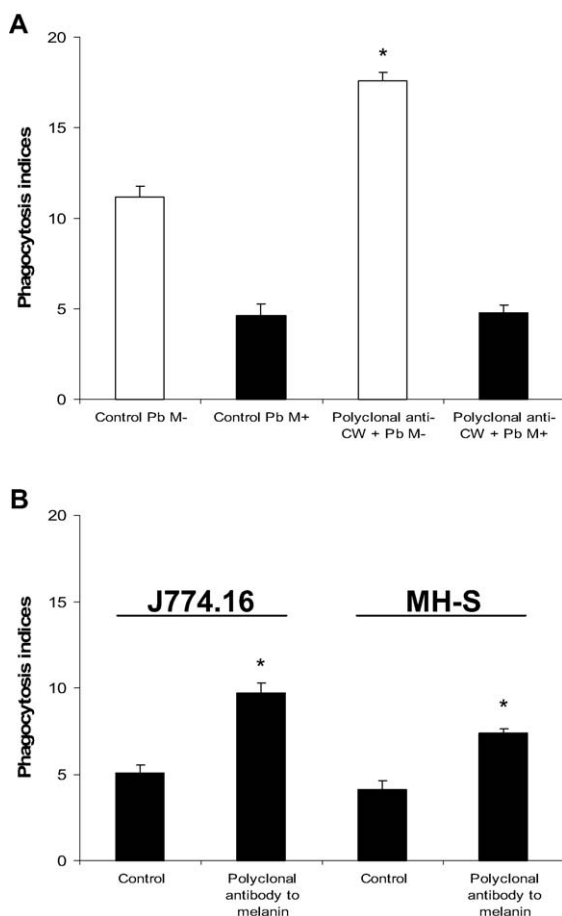 A
20
*
15
Phagocytosis indices
10
5
0
Control Pb M-
Control Pb M+
Polyclonal anti-
CW + Pb M-
Polyclonal anti-
CW + Pb M+
B
20
15
J774.16
MH-S
Phagocytosis indices
10
*
*
5
0
Control
Polyclonal
antibody to
melanin
Control
Polyclonal
antibody to
melanin